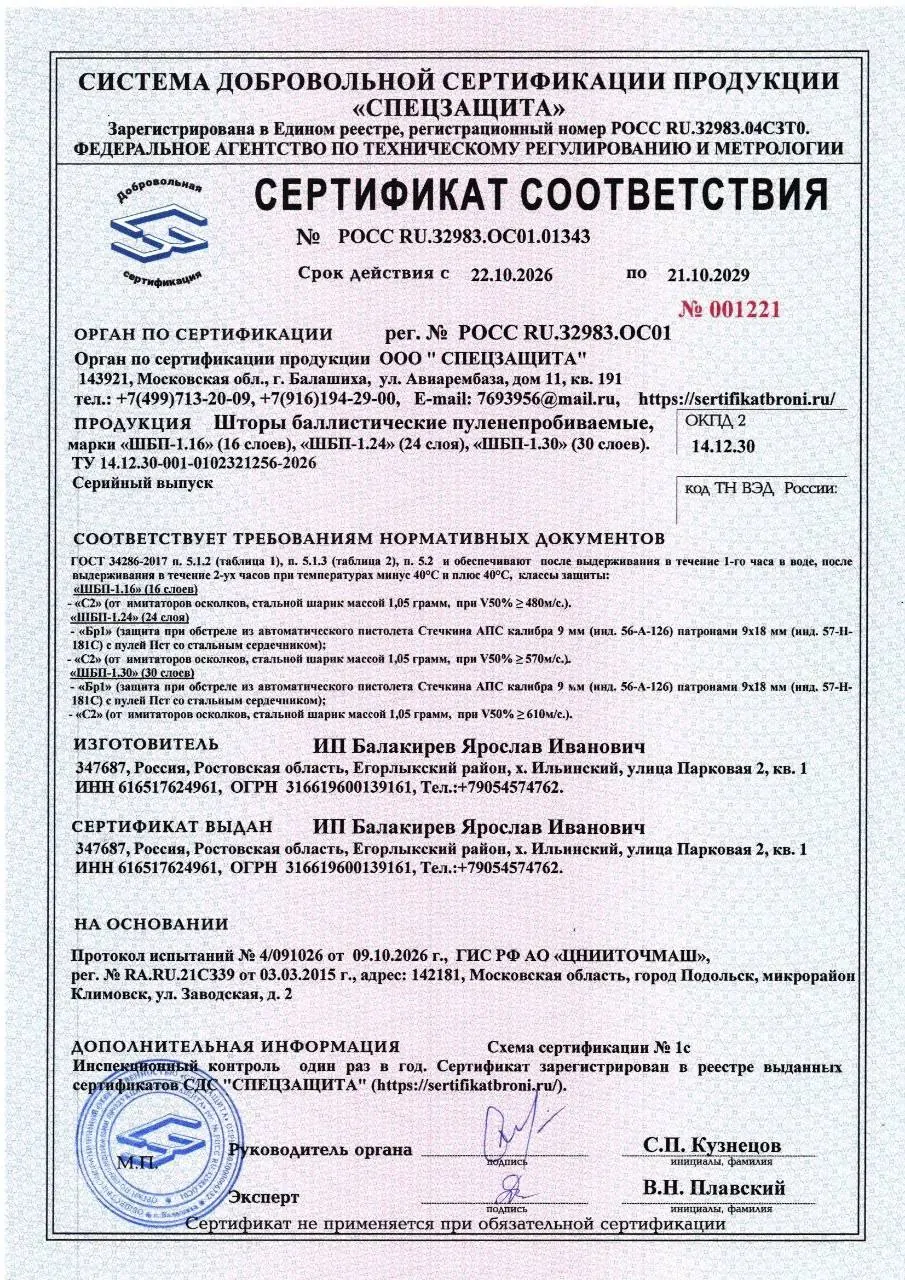 СИСТЕМА ДОБРОВОЛЬНОЙ СЕРТИФИКАЦИИ ПРОДУКЦИИ
«СПЕЦЗАЩИТА»
Зарегистрирована в Едином реестре, регистрационный номер РОСС RU.32983.04СЗТ0.
ФЕДЕРАЛЬНОЕ АГЕНТСТВО ПО ТЕХНИЧЕСКОМУ РЕГУЛИРОВАНИЮ И МЕТРОЛОГИИ
Добровольная
сертификация
СЕРТИФИКАТ СООТВЕТСТВИЯ
№ РОСС RU.32983.ОС01.01343
Срок действия с 22.10.2026 по 21.10.2029
№ 001221
ОРГАН ПО СЕРТИФИКАЦИИ рег. № РОСС RU.32983.ОС01
Орган по сертификации продукции ООО " СПЕЦЗАЩИТА"
143921, Московская обл., г. Балашиха, ул. Авиарембаза, дом 11, кв. 191
тел.: +7(499)713-20-09, +7(916)194-29-00, E-mail: 7693956@mail.ru, https://sertifikatbroni.ru/
ПРОДУКЦИЯ Шторы баллистические пуленепробиваемые,
марки «ШБП-1.16» (16 слоев), «ШБП-1.24» (24 слоя), «ШБП-1.30» (30 слоев).
ТУ 14.12.30-001-0102321256-2026
Серийный выпуск
ОКПД 2
14.12.30
код ТН ВЭД России:
СООТВЕТСТВУЕТ ТРЕБОВАНИЯМ НОРМАТИВНЫХ ДОКУМЕНТОВ
ГОСТ 34286-2017 п. 5.1.2 (таблица 1), п. 5.1.3 (таблица 2), п. 5.2 и обеспечивают после выдерживания в течение 1-го часа в воде, после
выдерживания в течение 2-ух часов при температурах минус 40°С и плюс 40°С, классы защиты:
«ШБП-1.16» (16 слоев)
- «С2» (от имитаторов осколков, стальной шарик массой 1,05 грамм, при V50% ≥ 480м/с.).
«ШБП-1.24» (24 слоя)
- «Бр1» (защита при обстреле из автоматического пистолета Стечкина АПС калибра 9 мм (инд. 56-А-126) патронами 9х18 мм (инд. 57-Н-
181С) с пулей Пст со стальным сердечником);
- «С2» (от имитаторов осколков, стальной шарик массой 1,05 грамм, при V50% ≥ 570м/с.).
«ШБП-1.30» (30 слоев)
- «Бр1» (защита при обстреле из автоматического пистолета Стечкина АПС калибра 9 мм (инд. 56-А-126) патронами 9х18 мм (инд. 57-Н-
181С) с пулей Пст со стальным сердечником);
- «С2» (от имитаторов осколков, стальной шарик массой 1,05 грамм, при V50% ≥ 610м/с.).
ИЗГОТОВИТЕЛЬ ИП Балакирев Ярослав Иванович
347687, Россия, Ростовская область, Егорлыкский район, х. Ильинский, улица Парковая 2, кв. 1
ИНН 616517624961, ОГРН 316619600139161, Тел.:+79054574762.
СЕРТИФИКАТ ВЫДАН ИП Балакирев Ярослав Иванович
347687, Россия, Ростовская область, Егорлыкский район, х. Ильинский, улица Парковая 2, кв. 1
ИНН 616517624961, ОГРН 316619600139161, Тел.:+79054574762.
НА ОСНОВАНИИ
Протокол испытаний № 4/091026 от 09.10.2026 г., ГИС РФ АО «ЦНИИТОЧМАШ»,
рег. № RA.RU.21СЗ39 от 03.03.2015 г., адрес: 142181, Московская область, город Подольск, микрорайон
Климовск, ул. Заводская, д. 2
ДОПОЛНИТЕЛЬНАЯ ИНФОРМАЦИЯ Схема сертификации № 1с
Инспекционный контроль один раз в год. Сертификат зарегистрирован в реестре выданных
сертификатов СДС "СПЕЦЗАЩИТА" (https://sertifikatbroni.ru/).
М.П.
Руководитель органа
подпись
С.П. Кузнецов
инициалы, фамилия
Эксперт
подпись
В.Н. Плавский
инициалы, фамилия
Сертификат не применяется при обязательной сертификации